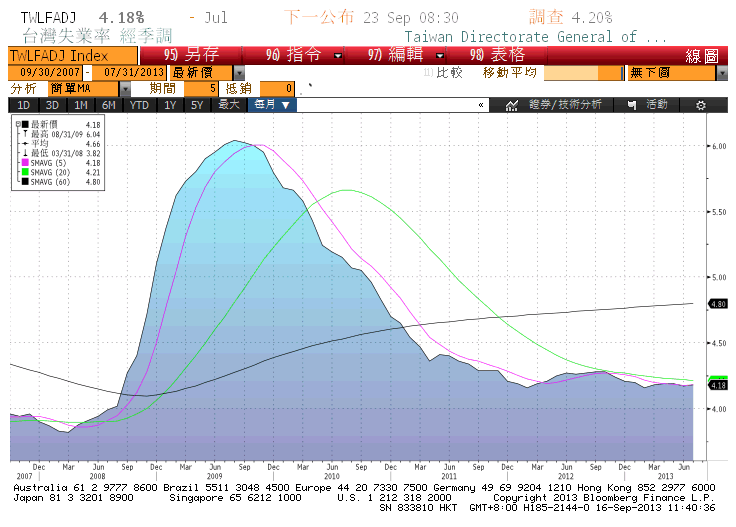 TWLFADJ 4.18% - Jul 下一公布 23 Sep 08:30 調查 4.20%
台灣失業率 經季調 Taiwan Directorate General of ...
TWLFADJ Index 95) 另存 96) 指令 97) 編輯 98) 表格 線圖
09/30/2007 - 07/31/2013 最新價 比較 移動平均 無下價
分析 簡單MA 期間 5 抵銷 0
1D 3D 1M 6M YTD 1Y 5Y 最大 每月 ▼ « 證券/技術分析 活動
最新價 4.18
最高 08/31/09 6.04
平均 4.66
最低 03/31/08 3.82
SMAVG (5) 4.18
SMAVG (20) 4.21
SMAVG (60) 4.80
6.00
5.50
5.00
4.80
4.50
4.18
4.00
Dec Mar Jun Sep Dec Mar Jun Sep Dec Mar Jun Sep Dec Mar Jun Sep Dec Mar Jun Sep Dec Mar Jun
2007 2008 2009 2010 2011 2012 2013
Australia 61 2 9777 8600 Brazil 5511 3048 4500 Europe 44 20 7330 7500 Germany 49 69 9204 1210 Hong Kong 852 2977 6000
Japan 81 3 3201 8900 Singapore 65 6212 1000 U.S. 1 212 318 2000 Copyright 2013 Bloomberg Finance L.P.
SN 833810 HKT GMT+8:00 H185-2144-0 16-Sep-2013 11:40:36